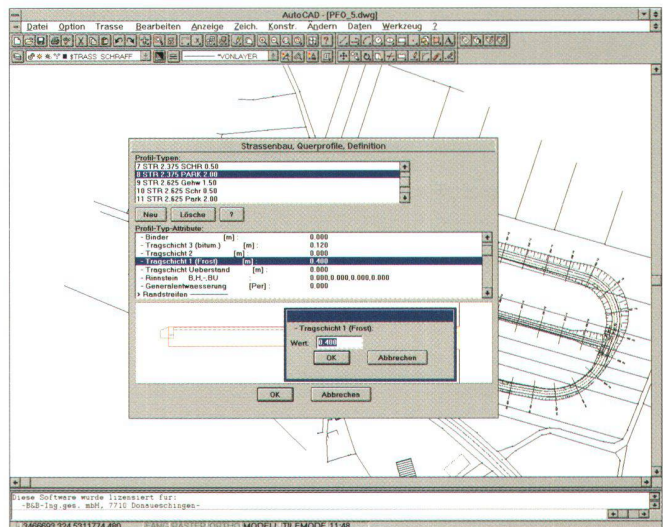 AutoCAD - [PFO_5.dwg]
Datei Option Trasse Bearbeiten Anzeige Zeich. Konstr. Ändern Daten Werkzeug ?
STRASS SCHRAFF
*VONLAYER
Strassenbau, Querprofile, Definition
Profil-Typen:
7 STR 2.375 SCHR 0.50
8 STR 2.375 PARK 2.00
9 STR 2.625 Gehw 1.50
10 STR 2.625 Schr 0.50
11 STR 2.625 Park 2.00
Neu Lösche ?
Profil-Typ-Attribute:
- Binder [m] : 0.000
- Tragschicht 3 (bitum.) [m] : 0.120
- Tragschicht 2 [m] : 0.000
- Tragschicht 1 (Frost) [m] : 0.400
- Tragschicht Ueberstand [m] : 0.000
- Rinnstein B,H,-,BU : 0.000,0.000,0.000,0.000
- Generalentwaesserung [Per] : 0.000
> Randstreifen
- Tragschicht 1 (Frost):
Wert: 0.400
OK Abbrechen
OK Abbrechen
Diese Software wurde lizensiert fur:
-B&B-Ing.ges. mbH, 7710 Donaueschingen-
FANG RASTER ORTHO MODELL TILEMODE 11:48